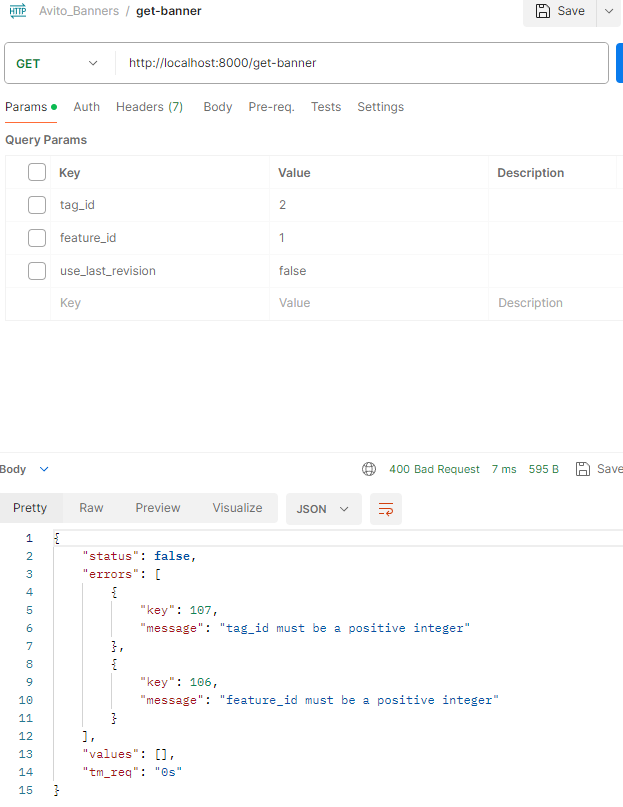 HTTP Avito_Banners / get-banner Save
GET http://localhost:8000/get-banner
Params Auth Headers (7) Body Pre-req. Tests Settings
Query Params
Key Value Description
tag_id 2
feature_id 1
use_last_revision false
Key Value Description
Body 400 Bad Request 7 ms 595 B Save
Pretty Raw Preview Visualize JSON
1 {
2 "status": false,
3 "errors": [
4 {
5 "key": 107,
6 "message": "tag_id must be a positive integer"
7 },
8 {
9 "key": 106,
10 "message": "feature_id must be a positive integer"
11 }
12 ],
13 "values": [],
14 "tm_req": "0s"
15 }